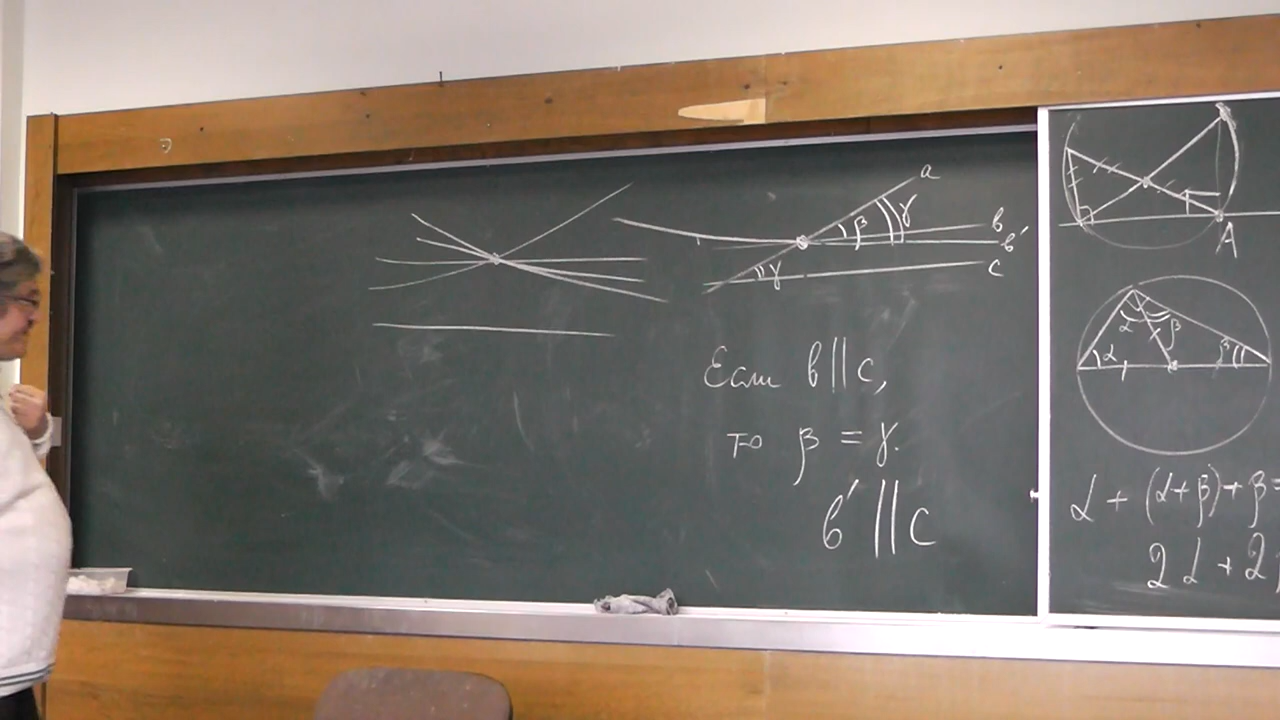 a
β
γ
в
в'
γ
c
Если в || c,
то β = γ.
в' || c
A
α β
α β
α + (α + β) + β =
2α + 2